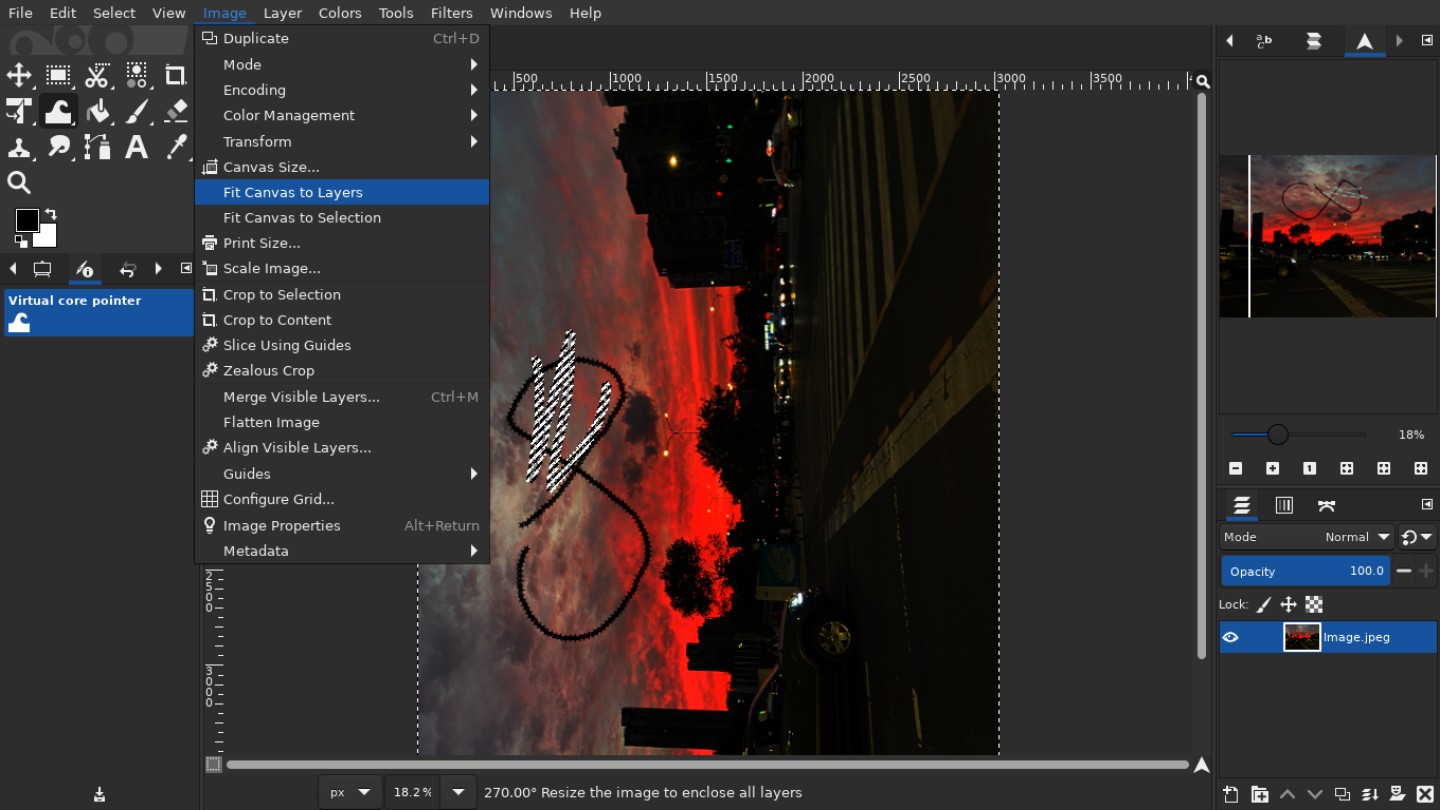 File Edit Select View Image Layer Colors Tools Filters Windows Help
Duplicate Ctrl+D
Mode
Encoding
Color Management
Transform
Canvas Size...
Fit Canvas to Layers
Fit Canvas to Selection
Print Size...
Scale Image...
Crop to Selection
Crop to Content
Slice Using Guides
Zealous Crop
Merge Visible Layers... Ctrl+M
Flatten Image
Align Visible Layers...
Guides
Configure Grid...
Image Properties Alt+Return
Metadata
Virtual core pointer
500 1000 1500 2000 2500 3000 3500
2500
3000
px 18.2% 270.00° Resize the image to enclose all layers
18%
Mode Normal
Opacity 100.0
Lock:
Image.jpeg